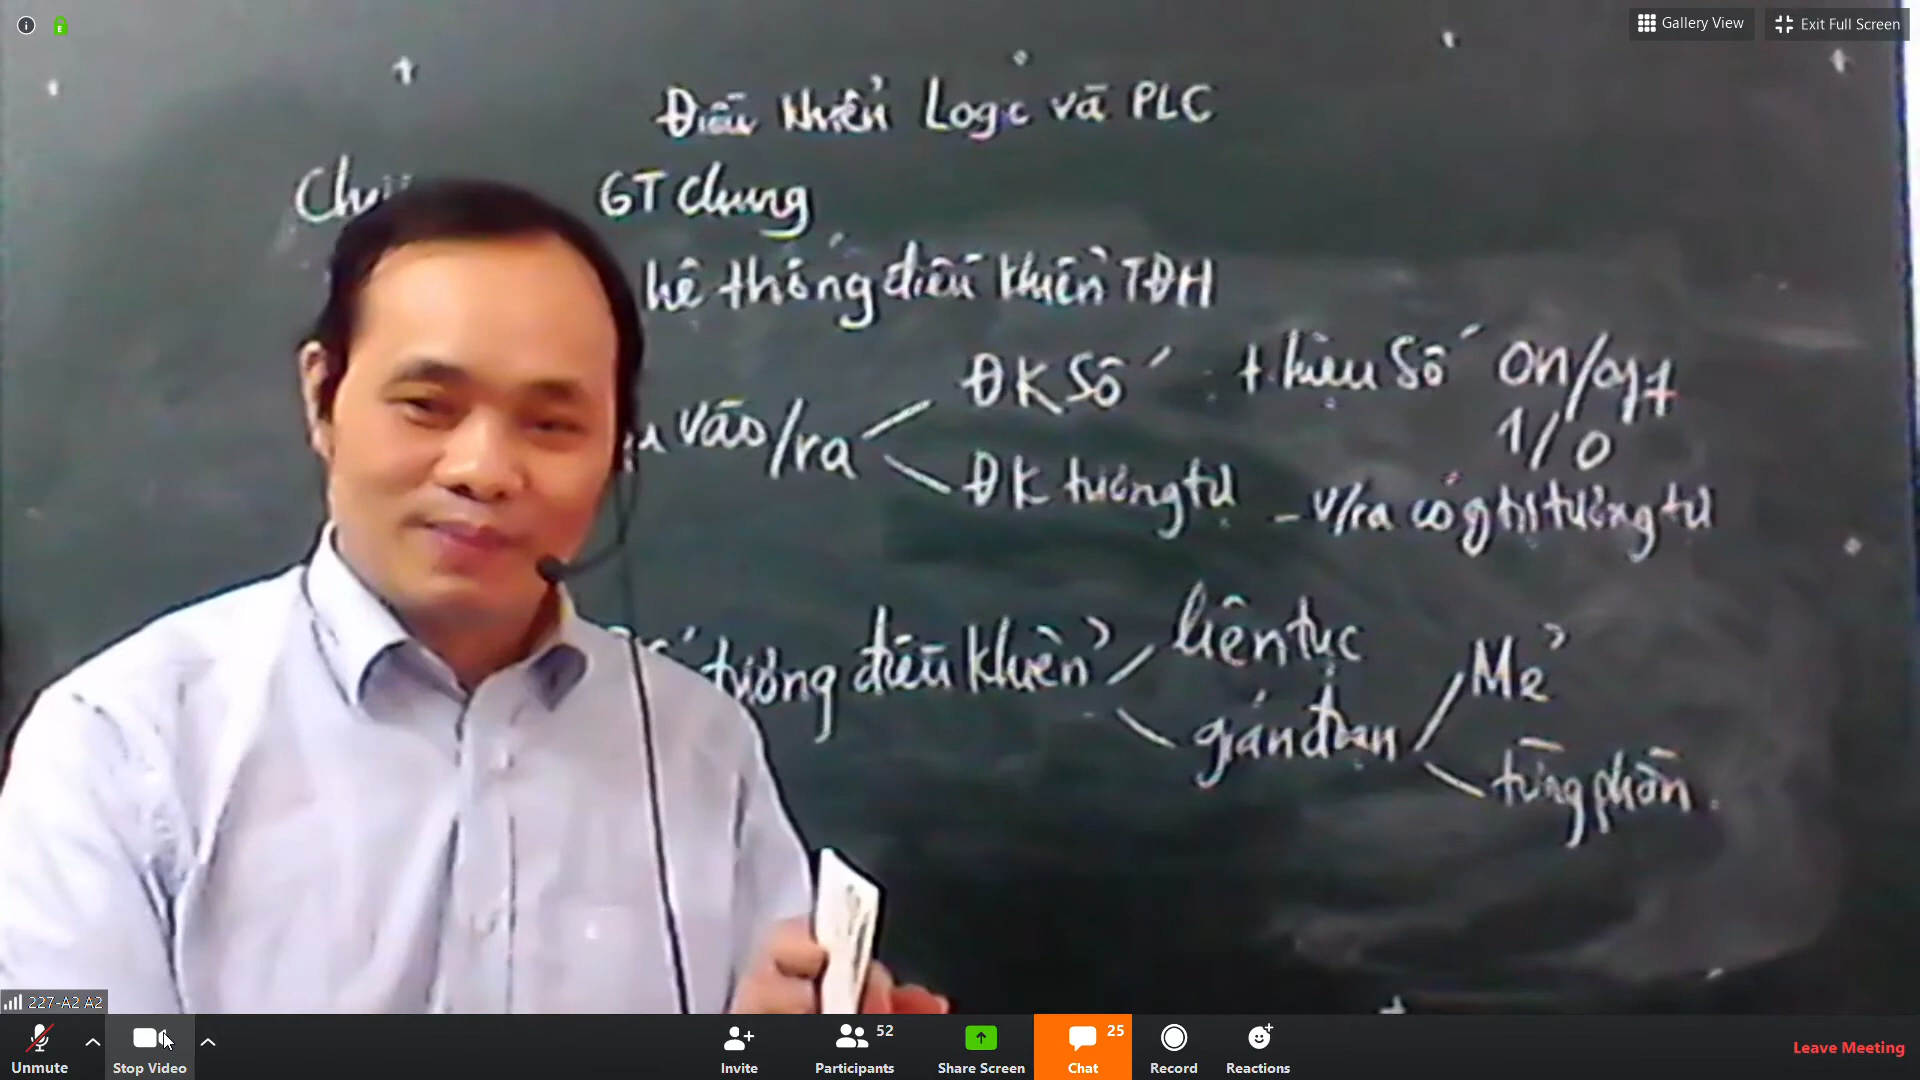 Gallery View Exit Full Screen
Điều khiển Logic và PLC
GT chung
hệ thống điều khiển TĐH
vào/ra ĐK Số t.hiệu Số on/off
1/0
ĐK tương tự - v/ra có gtrị tương tự
tượng điều khiển liên tục
gián đoạn Mẻ
từng phần.
227-A2 A2
Unmute Stop Video Invite Participants 52 Share Screen Chat 25 Record Reactions Leave Meeting